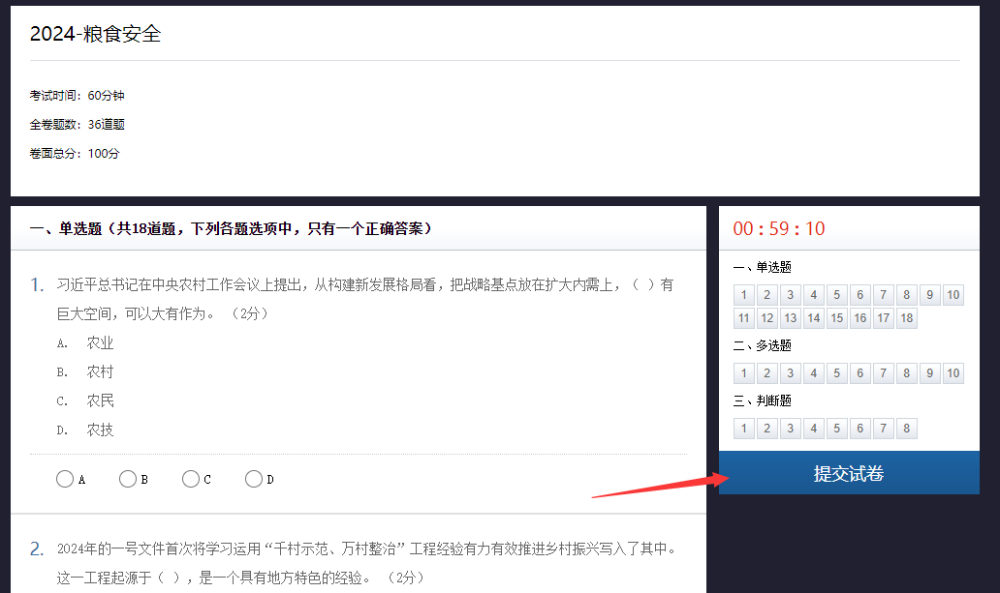 2024-粮食安全
考试时间：60分钟
全卷题数：36道题
卷面总分：100分
一、单选题（共18道题，下列各题选项中，只有一个正确答案）
1. 习近平总书记在中央农村工作会议上提出，从构建新发展格局看，把战略基点放在扩大内需上，（ ）有
巨大空间，可以大有作为。（2分）
A. 农业
B. 农村
C. 农民
D. 农技
A B C D
2. 2024年的一号文件首次将学习运用“千村示范、万村整治”工程经验有力有效推进乡村振兴写入了其中。
这一工程起源于（ ），是一个具有地方特色的经验。（2分）
00 : 59 : 10
一、单选题
1 2 3 4 5 6 7 8 9 10
11 12 13 14 15 16 17 18
二、多选题
1 2 3 4 5 6 7 8 9 10
三、判断题
1 2 3 4 5 6 7 8
提交试卷